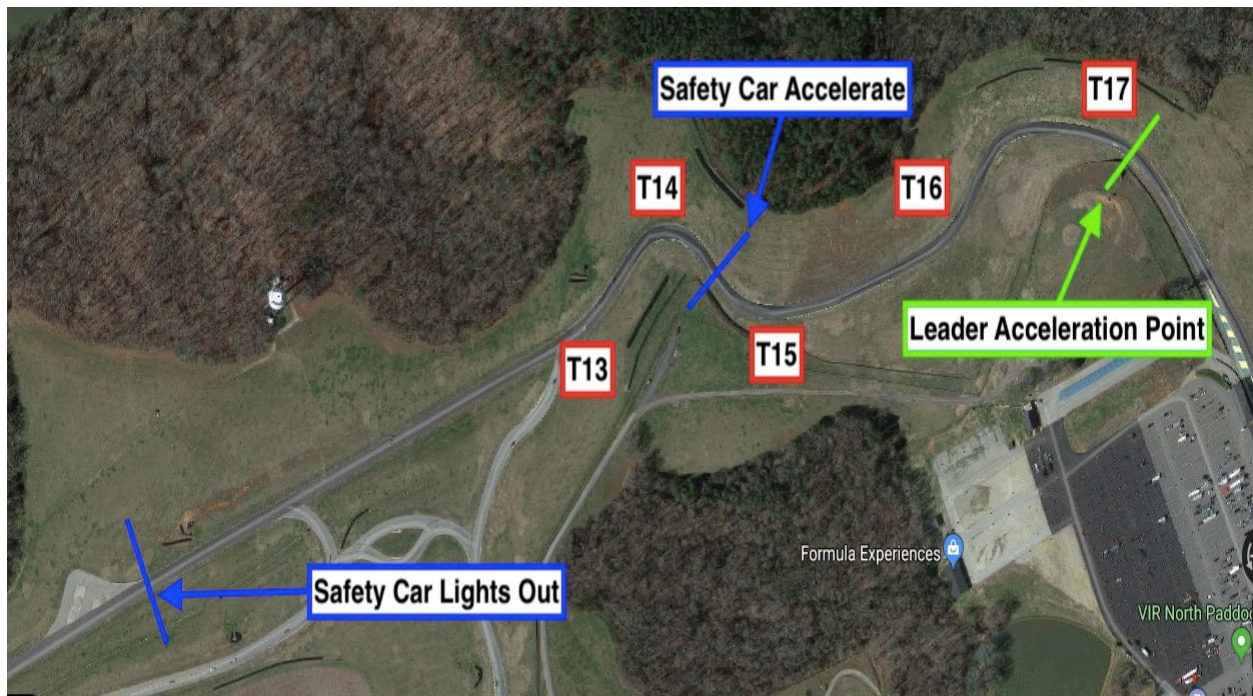 Safety Car Accelerate
T17
T14
T16
Leader Acceleration Point
T15
T13
Formula Experiences
Safety Car Lights Out
VIR North Paddoc